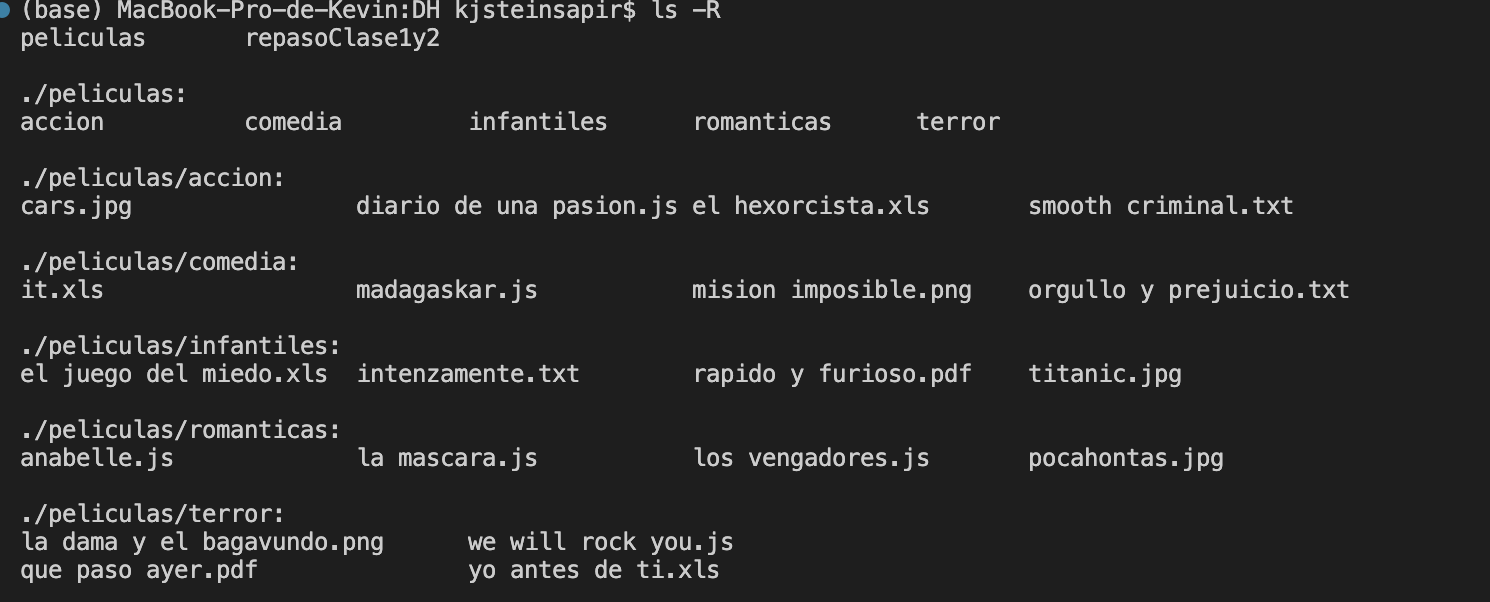 (base) MacBook-Pro-de-Kevin:DH kjsteinsapir$ ls -R
peliculas repasoClase1y2
./peliculas:
accion comedia infantiles romanticas terror
./peliculas/accion:
cars.jpg diario de una pasion.js el hexorcista.xls smooth criminal.txt
./peliculas/comedia:
it.xls madagaskar.js mision imposible.png orgullo y prejuicio.txt
./peliculas/infantiles:
el juego del miedo.xls intenzamente.txt rapido y furioso.pdf titanic.jpg
./peliculas/romanticas:
anabelle.js la mascara.js los vengadores.js pocahontas.jpg
./peliculas/terror:
la dama y el bagavundo.png we will rock you.js
que paso ayer.pdf yo antes de ti.xls